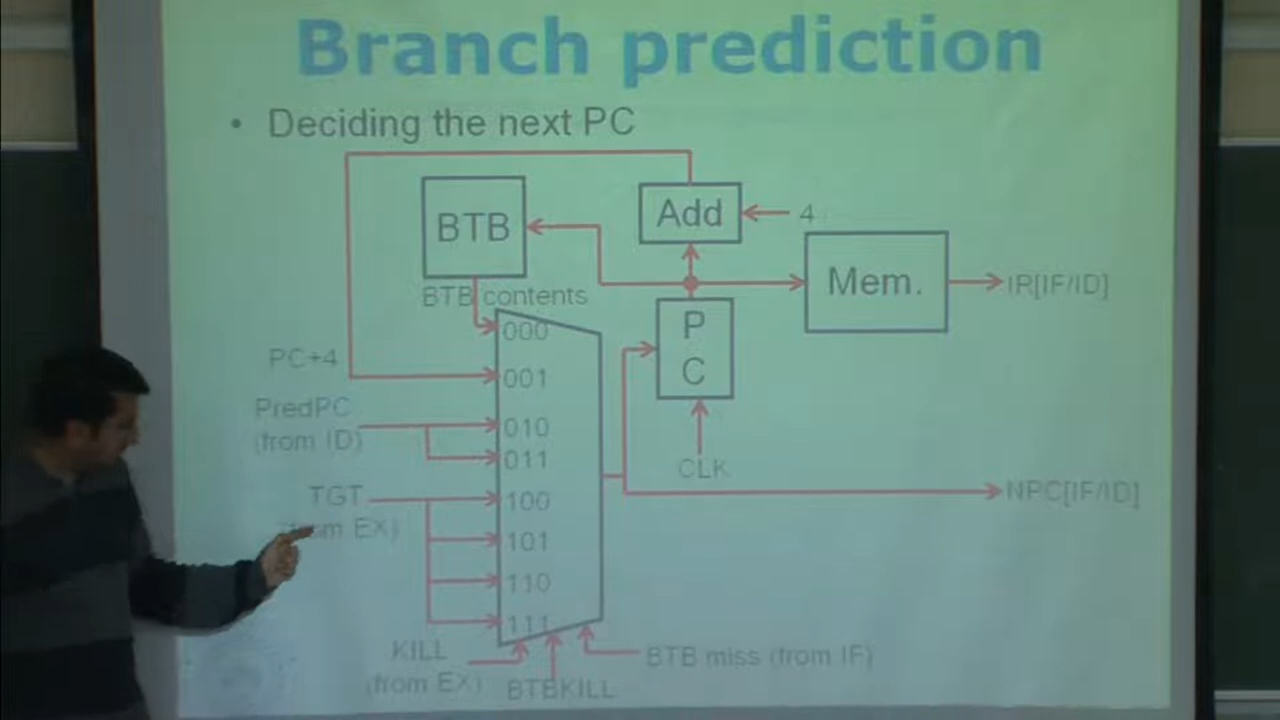 Branch prediction
• Deciding the next PC
BTB
Add
4
Mem.
IR[IF/ID]
BTB contents
P
C
000
PC+4
001
PredPC
(from ID)
010
011
CLK
TGT
(from EX)
100
NPC[IF/ID]
101
110
111
KILL
(from EX)
BTBKILL
BTB miss (from IF)